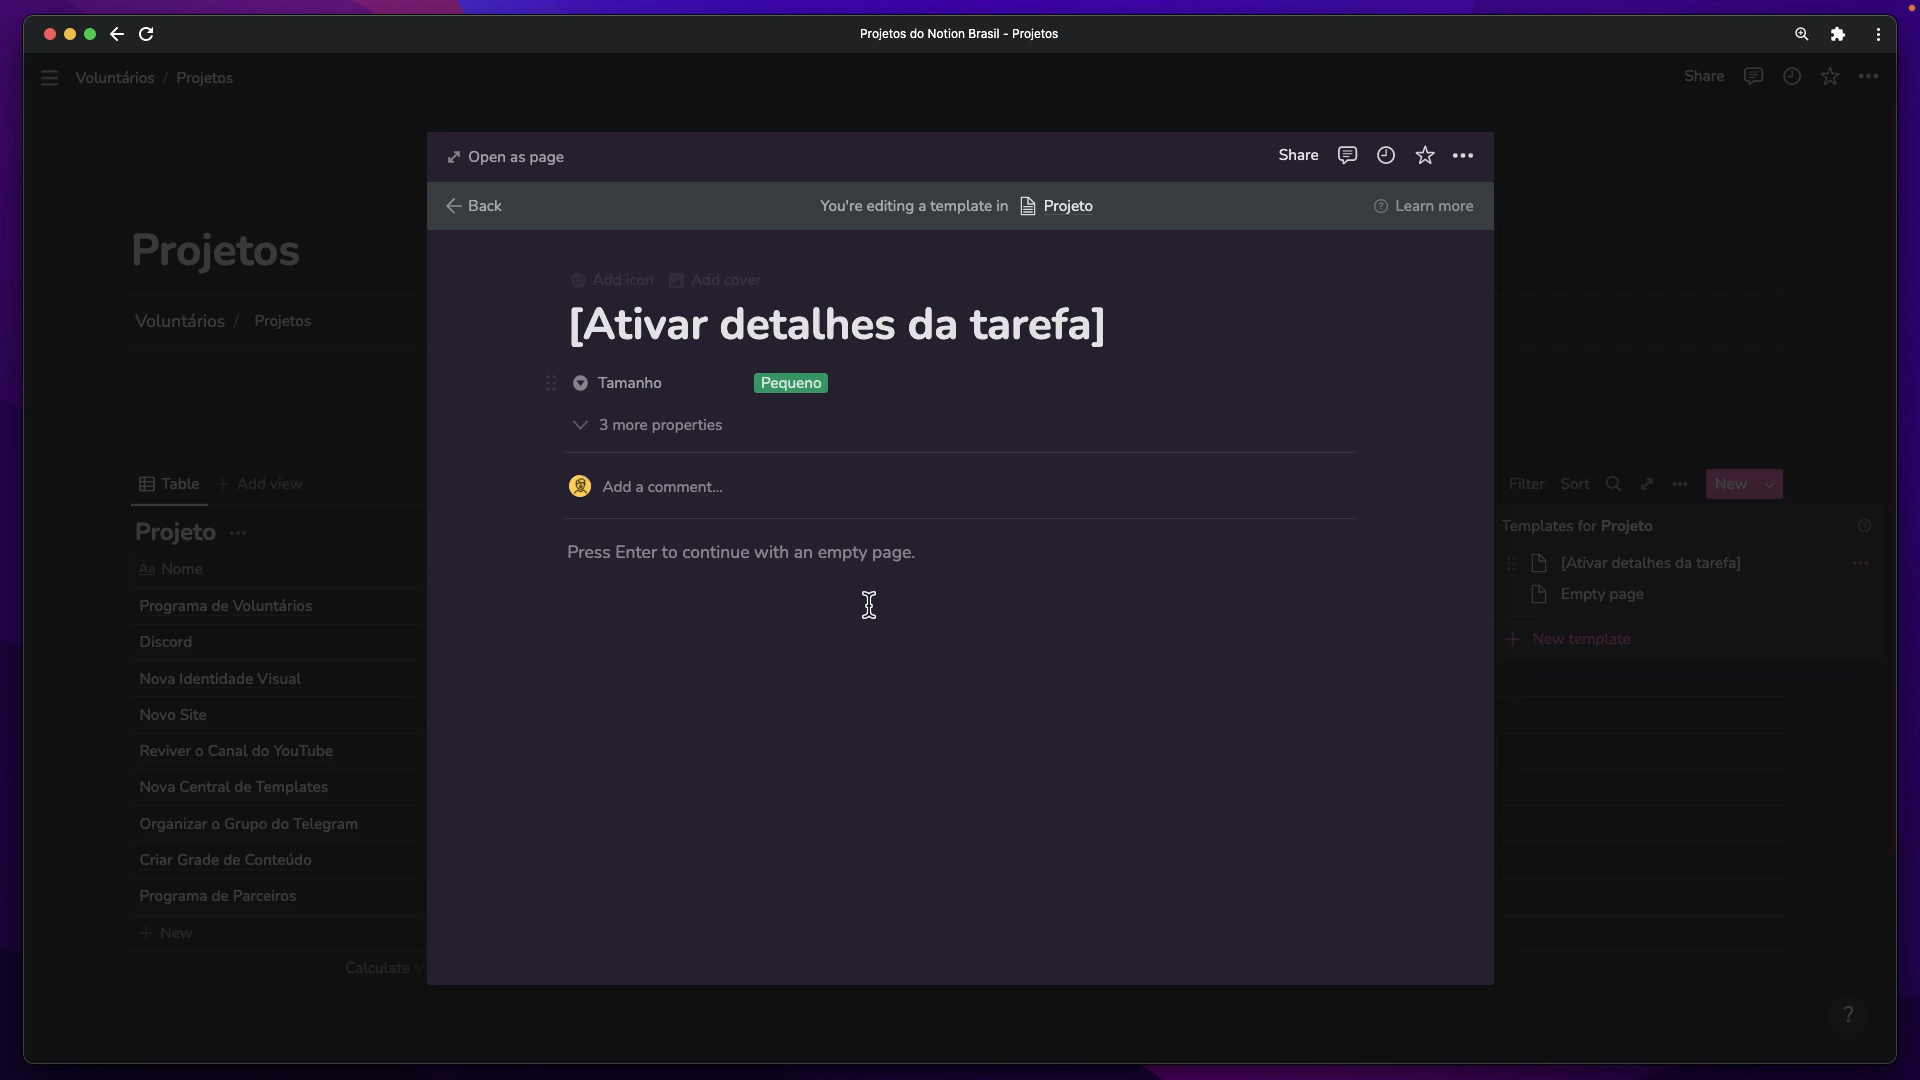 Projetos do Notion Brasil - Projetos
Voluntários / Projetos
Share
Open as page
Share
Back
You're editing a template in Projeto
Learn more
Projetos
Add icon Add cover
[Ativar detalhes da tarefa]
Voluntários / Projetos
Tamanho Pequeno
3 more properties
Add a comment...
Press Enter to continue with an empty page.
Table + Add view
Filter Sort New
Projeto
Templates for Projeto
Aa Nome
[Ativar detalhes da tarefa]
Empty page
+ New template
Programa de Voluntários
Discord
Nova Identidade Visual
Novo Site
Reviver o Canal do YouTube
Nova Central de Templates
Organizar o Grupo do Telegram
Criar Grade de Conteúdo
Programa de Parceiros
+ New
Calculate
?